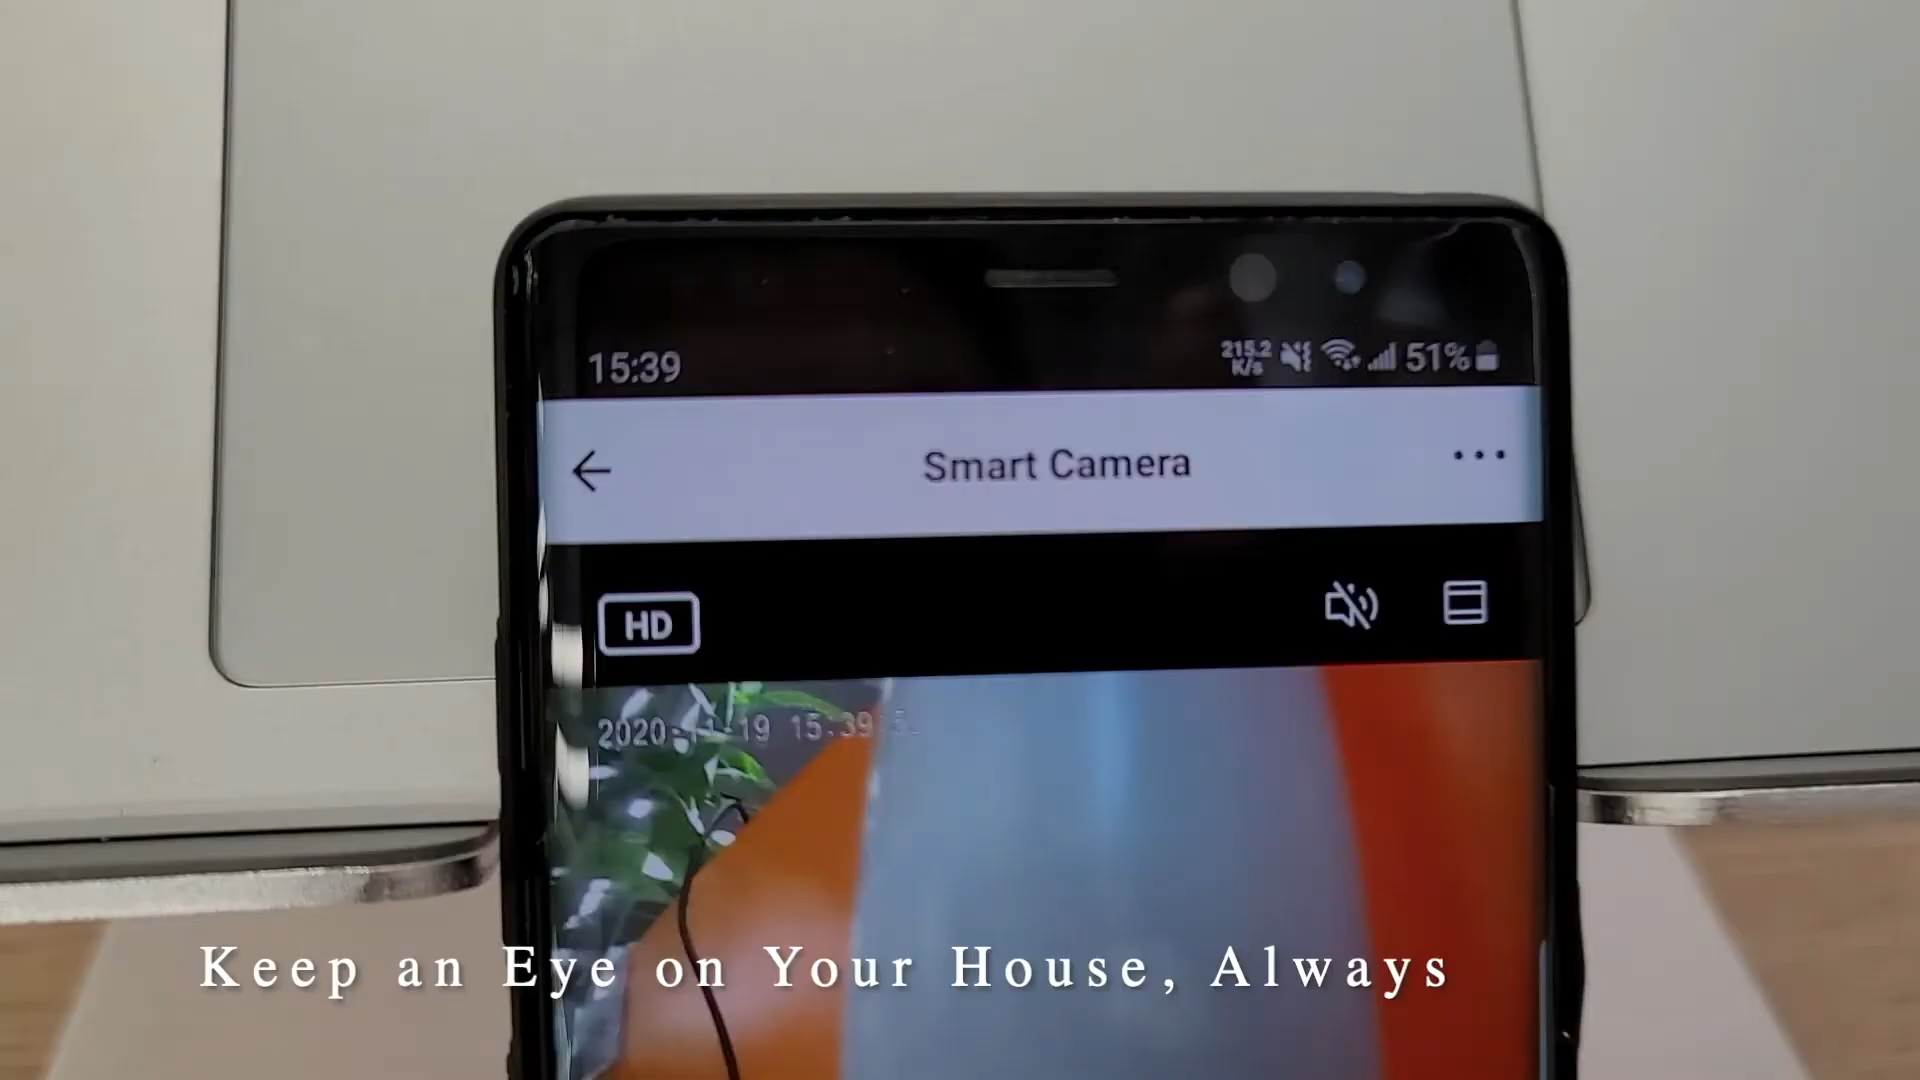 15:39
215.2
K/s
51%
Smart Camera
HD
2020-11-19 15:39
Keep an Eye on Your House, Always